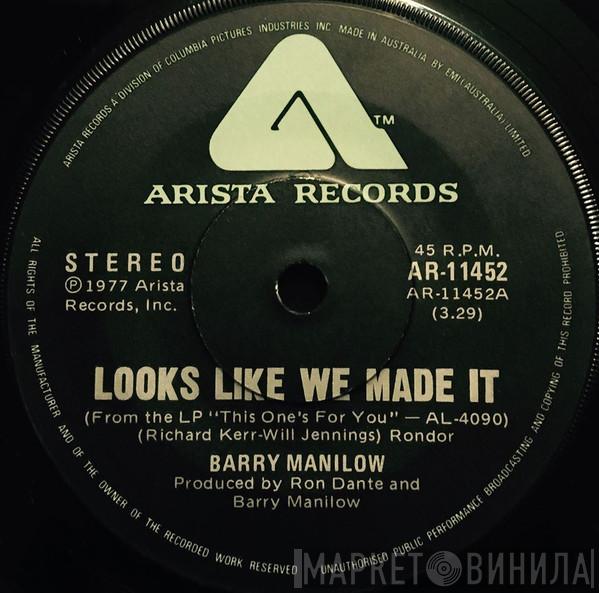 ARISTA RECORDS A DIVISION OF COLUMBIA PICTURES INDUSTRIES INC. MADE IN AUSTRALIA BY EMI (AUSTRALIA) LIMITED
TM
ARISTA RECORDS
STEREO
Ⓟ 1977 Arista
Records, Inc.
45 R.P.M.
AR-11452
AR-11452A
(3.29)
LOOKS LIKE WE MADE IT
(From the LP "This One's For You" — AL-4090)
(Richard Kerr-Will Jennings) Rondor
BARRY MANILOW
Produced by Ron Dante and
Barry Manilow
ALL RIGHTS OF THE MANUFACTURER AND OF THE OWNER OF THE RECORDED WORK RESERVED UNAUTHORISED PUBLIC PERFORMANCE BROADCASTING AND COPYING OF THIS RECORD PROHIBITED
МАРКЕТ ВИНИЛА